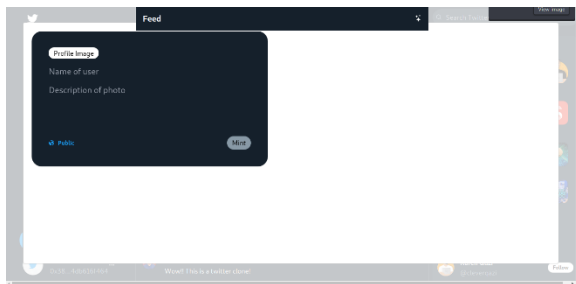 Feed
View image
Search
Profile Image
Name of user
Description of photo
Public
Mint
Wow!! This is a twitter clone!
Follow